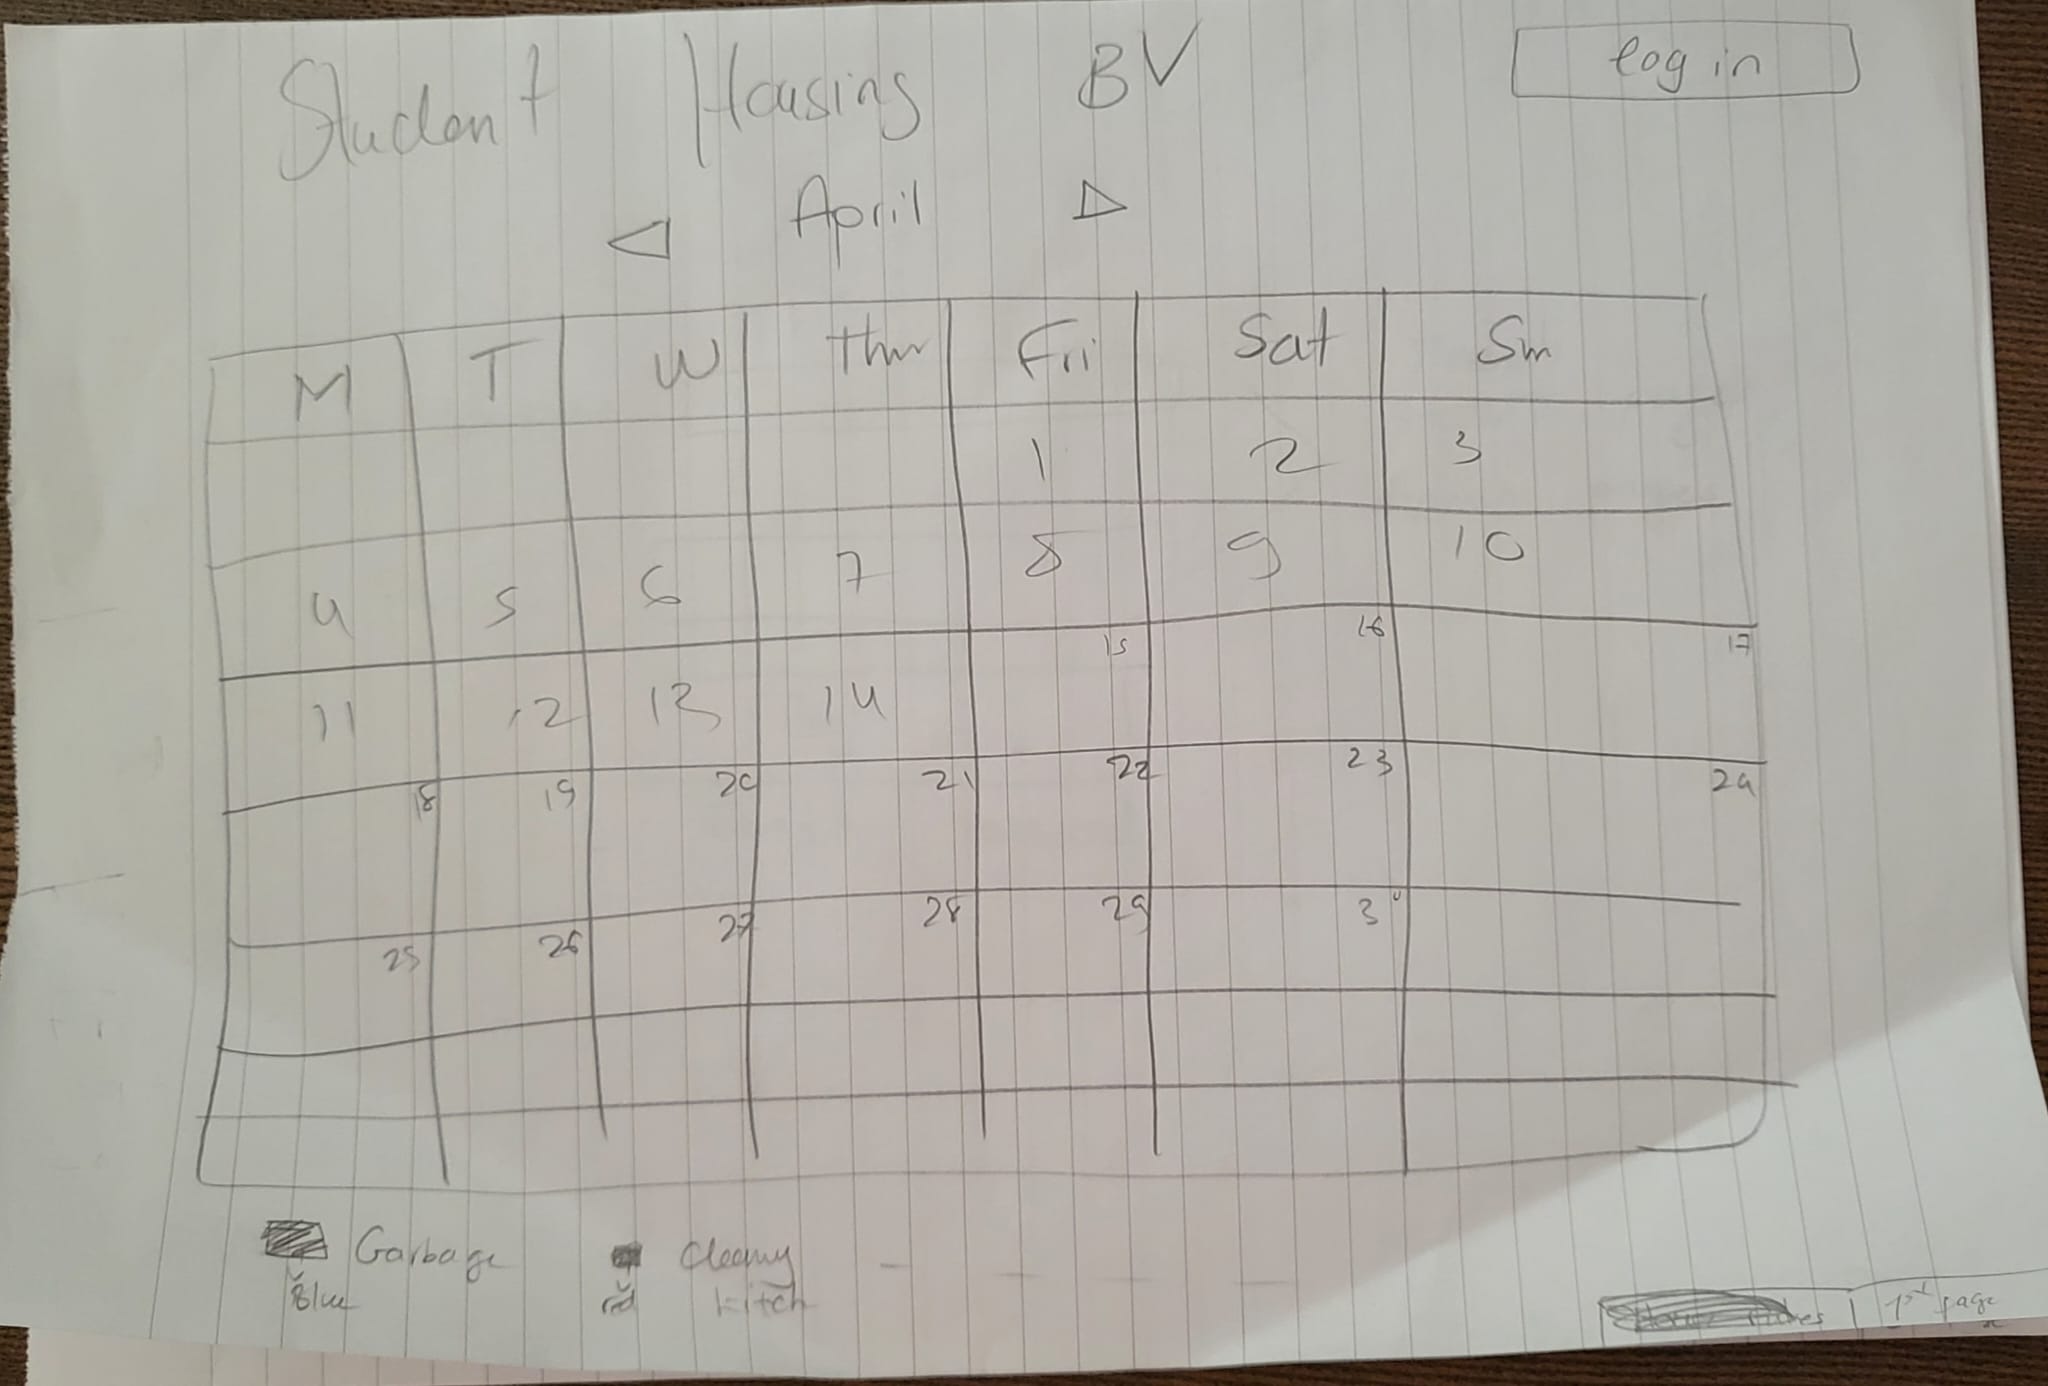 Student Housing BV
log in
April
M T W Thur Fri Sat Sun
1 2 3
4 5 6 7 8 9 10
11 12 13 14 15 16 17
18 19 20 21 22 23 24
25 26 27 28 29 30
Garbage
Blue
Cleaning
red
kitch
1st page